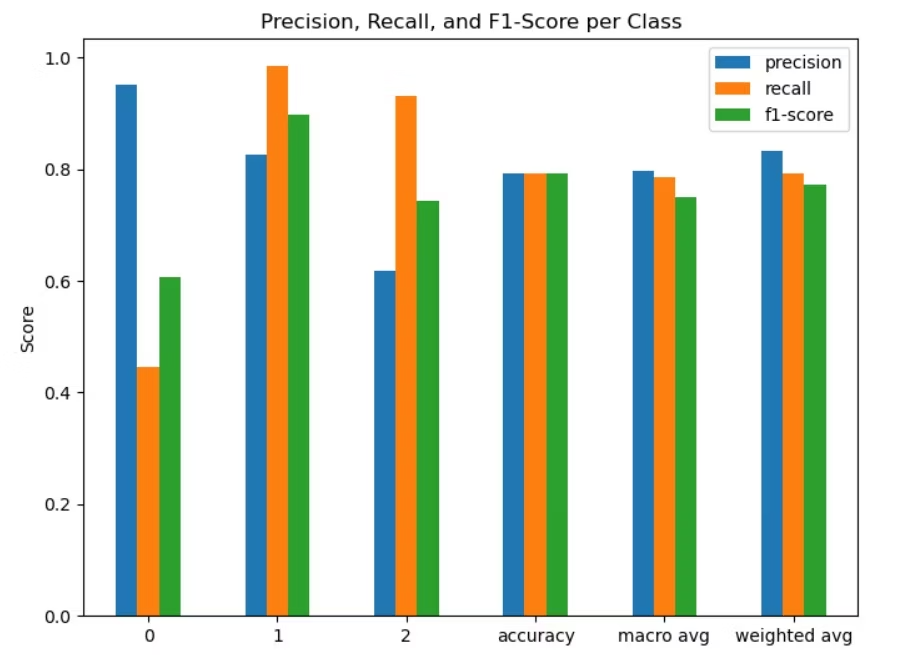 Precision, Recall, and F1-Score per Class
1.0
0.8
0.6
0.4
0.2
0.0
Score
precision
recall
f1-score
0
1
2
accuracy
macro avg
weighted avg